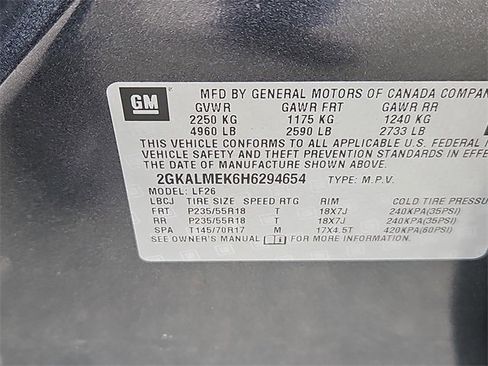 GM
MFD BY GENERAL MOTORS OF CANADA COMPAN
GVWR GAWR FRT GAWR RR
2250 KG 1175 KG 1240 KG
4960 LB 2590 LB 2733 LB
THIS VEHICLE CONFORMS TO ALL APPLICABLE U.S. FEDERAL
VEHICLE SAFETY AND THEFT PREVENTION STANDARDS IN EFFE
THE DATE OF MANUFACTURE SHOWN ABOVE.
2GKALMEK6H6294654 TYPE: M.P.V.
MODEL: LF26
LBCJ TIRE SIZE SPEED RTG RIM COLD TIRE PRESSU
FRT P235/55R18 T 18X7J 240KPA(35PSI)
RR P235/55R18 T 18X7J 240KPA(35PSI)
SPA T145/70R17 M 17X4.5T 420KPA(60PSI)
SEE OWNER'S MANUAL FOR MORE INFORMATION.